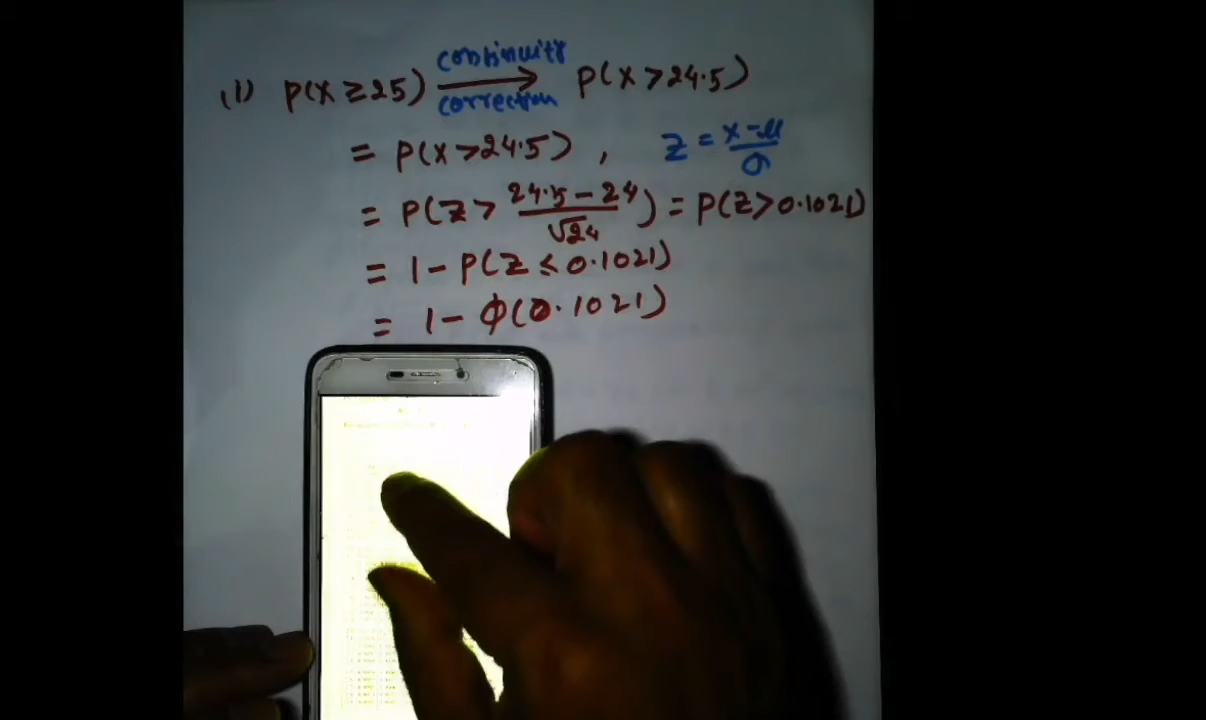 (i) P(X ≥ 25) continuity correction → P(X > 24.5)
= P(X > 24.5) , Z = X - μ / σ
= P(Z > 24.5 - 24 / √24) = P(Z > 0.1021)
= 1 - P(Z ≤ 0.1021)
= 1 - Φ(0.1021)